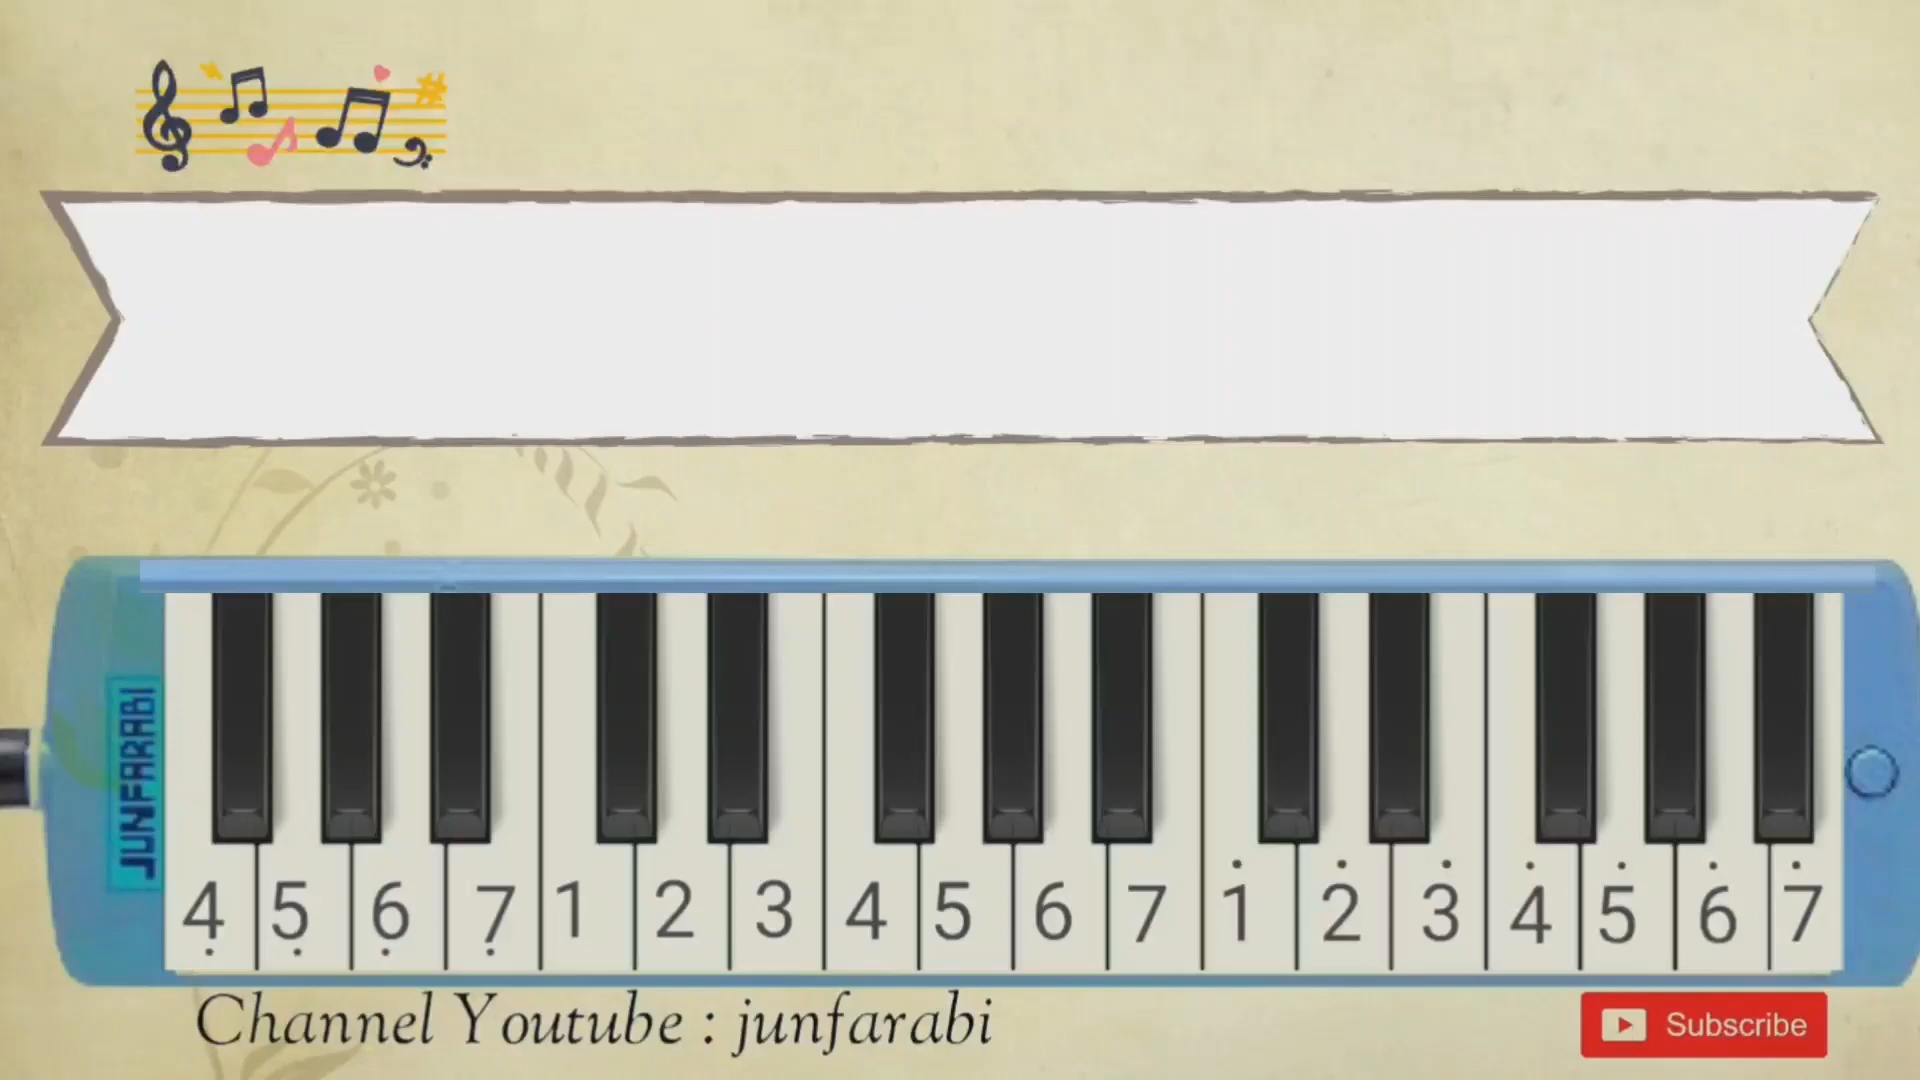 JUNFARABI
4̣ 5̣ 6̣ 7̣ 1 2 3 4 5 6 7 1̇ 2̇ 3̇ 4̇ 5̇ 6̇ 7̇
Channel Youtube : junfarabi
Subscribe